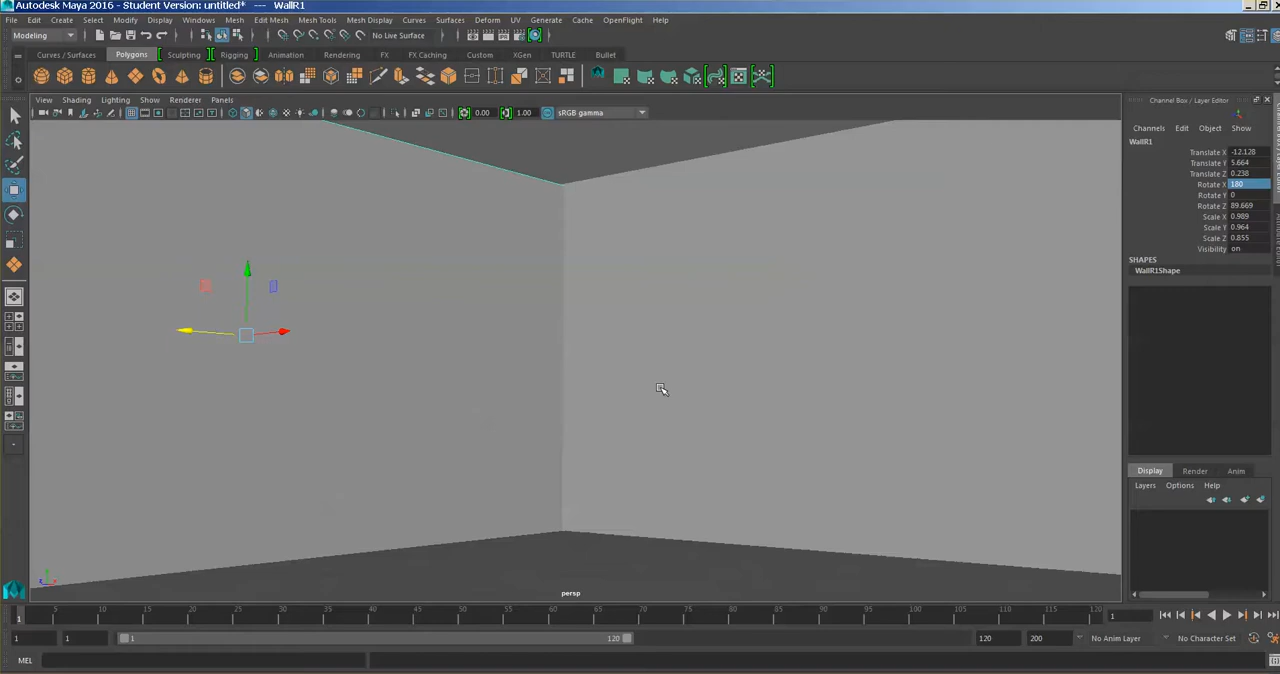 Autodesk Maya 2016 - Student Version: untitled* --- WallR1
File Edit Create Select Modify Display Windows Mesh Edit Mesh Mesh Tools Mesh Display Curves Surfaces Deform UV Generate Cache OpenFlight Help
Modeling No Live Surface
Curves / Surfaces Polygons Sculpting Rigging Animation Rendering FX FX Caching Custom XGen TURTLE Bullet
View Shading Lighting Show Renderer Panels
0.00 1.00 sRGB gamma
Channel Box / Layer Editor
Channels Edit Object Show
WallR1
Translate X -12.128
Translate Y 5.664
Translate Z 0.238
Rotate X 180
Rotate Y 0
Rotate Z 89.669
Scale X 0.989
Scale Y 0.964
Scale Z 0.855
Visibility on
SHAPES
WallR1Shape
Display Render Anim
Layers Options Help
persp
1 5 10 15 20 25 30 35 40 45 50 55 60 65 70 75 80 85 90 95 100 105 110 115 120 1
1 1 1 120 120 200 No Anim Layer No Character Set
MEL